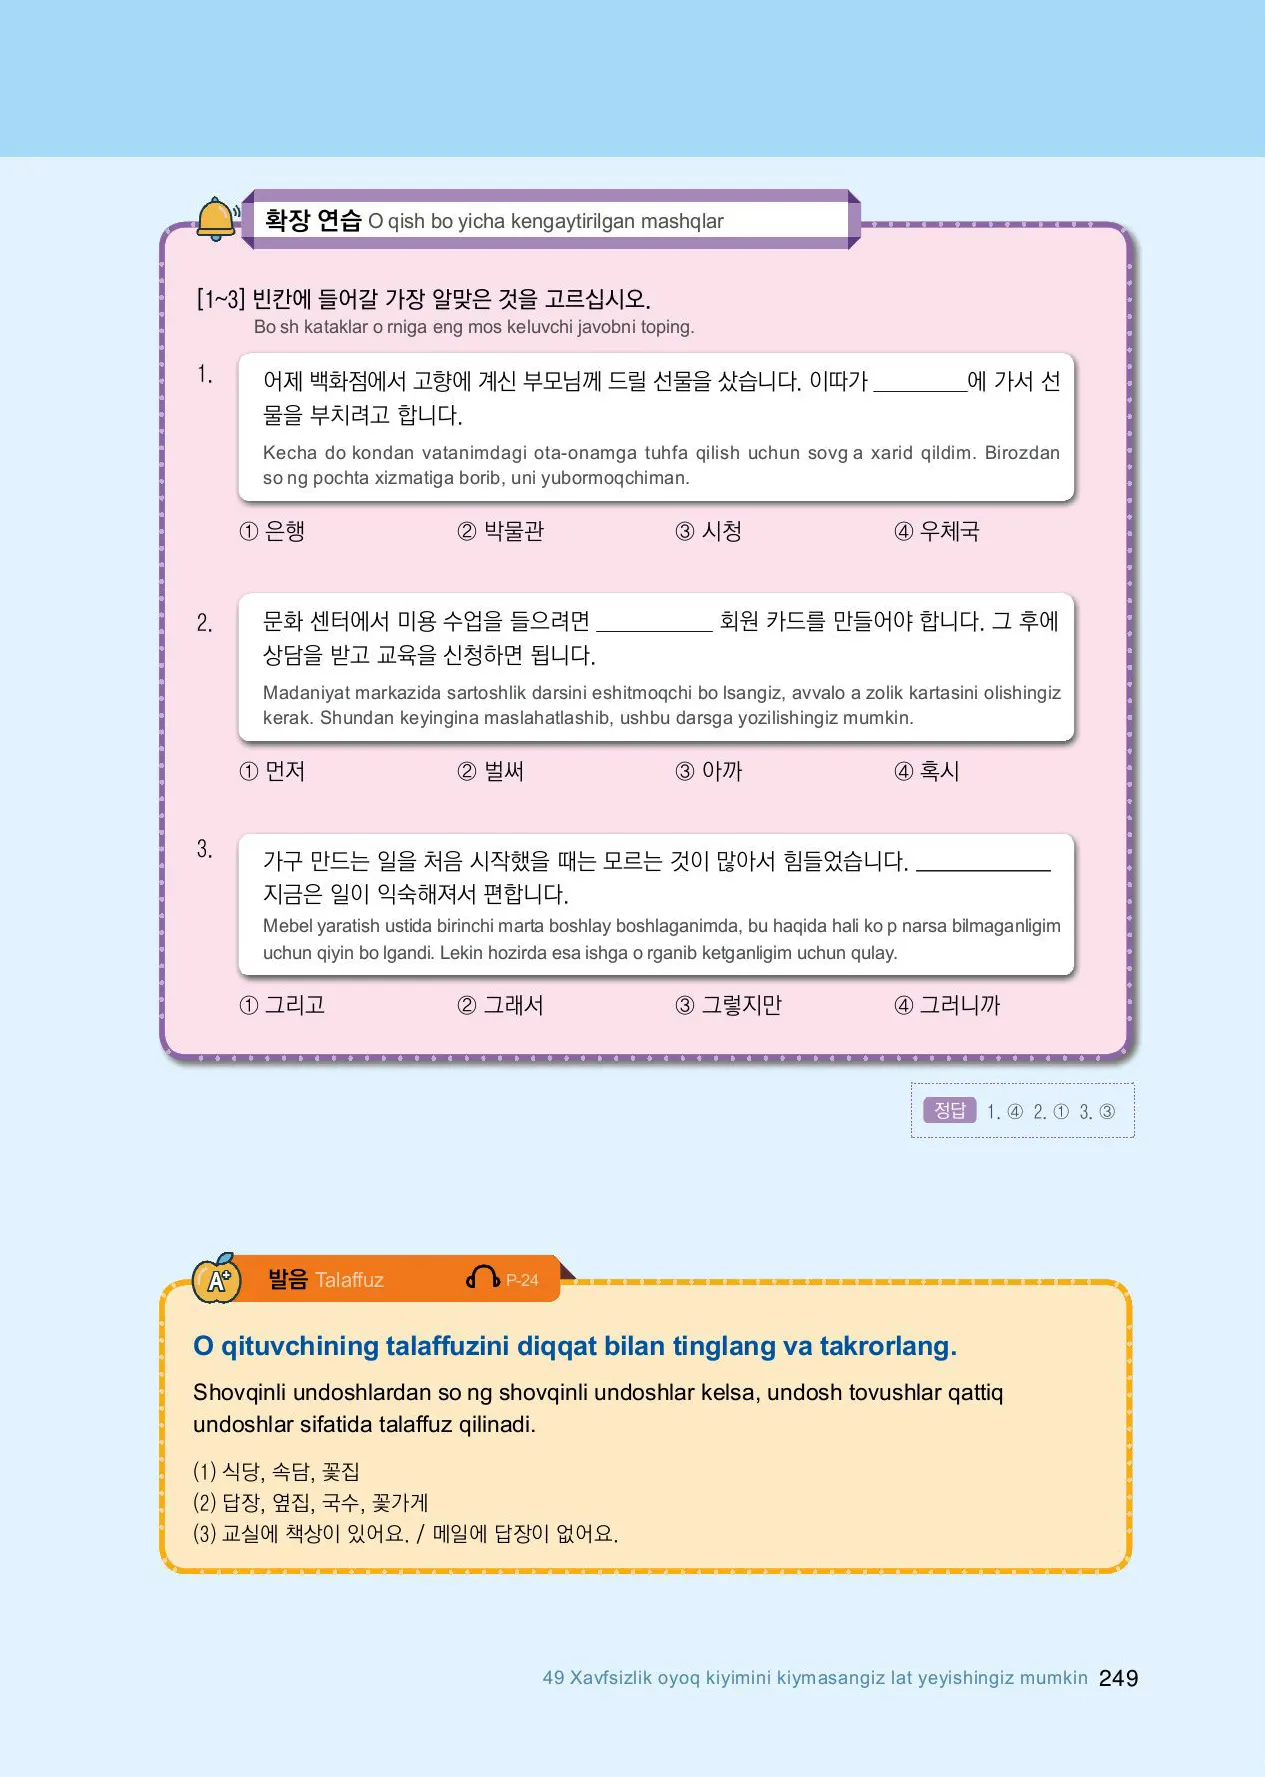 확장 연습 O qish bo yicha kengaytirilgan mashqlar
[1~3] 빈칸에 들어갈 가장 알맞은 것을 고르십시오.
Bo sh kataklar o rniga eng mos keluvchi javobni toping.
1.
어제 백화점에서 고향에 계신 부모님께 드릴 선물을 샀습니다. 이따가 ________에 가서 선
물을 부치려고 합니다.
Kecha do kondan vatanimdagi ota-onamga tuhfa qilish uchun sovg a xarid qildim. Birozdan
so ng pochta xizmatiga borib, uni yubormoqchiman.
① 은행 ② 박물관 ③ 시청 ④ 우체국
2.
문화 센터에서 미용 수업을 들으려면 __________ 회원 카드를 만들어야 합니다. 그 후에
상담을 받고 교육을 신청하면 됩니다.
Madaniyat markazida sartoshlik darsini eshitmoqchi bo lsangiz, avvalo a zolik kartasini olishingiz
kerak. Shundan keyingina maslahatlashib, ushbu darsga yozilishingiz mumkin.
① 먼저 ② 벌써 ③ 아까 ④ 혹시
3.
가구 만드는 일을 처음 시작했을 때는 모르는 것이 많아서 힘들었습니다. ____________
지금은 일이 익숙해져서 편합니다.
Mebel yaratish ustida birinchi marta boshlay boshlaganimda, bu haqida hali ko p narsa bilmaganligim
uchun qiyin bo lgandi. Lekin hozirda esa ishga o rganib ketganligim uchun qulay.
① 그리고 ② 그래서 ③ 그렇지만 ④ 그러니까
정답 1. ④ 2. ① 3. ③
A+ 발음 Talaffuz P-24
O qituvchining talaffuzini diqqat bilan tinglang va takrorlang.
Shovqinli undoshlardan so ng shovqinli undoshlar kelsa, undosh tovushlar qattiq
undoshlar sifatida talaffuz qilinadi.
(1) 식당, 속담, 꽃집
(2) 답장, 옆집, 국수, 꽃가게
(3) 교실에 책상이 있어요. / 메일에 답장이 없어요.
49 Xavfsizlik oyoq kiyimini kiymasangiz lat yeyishingiz mumkin 249